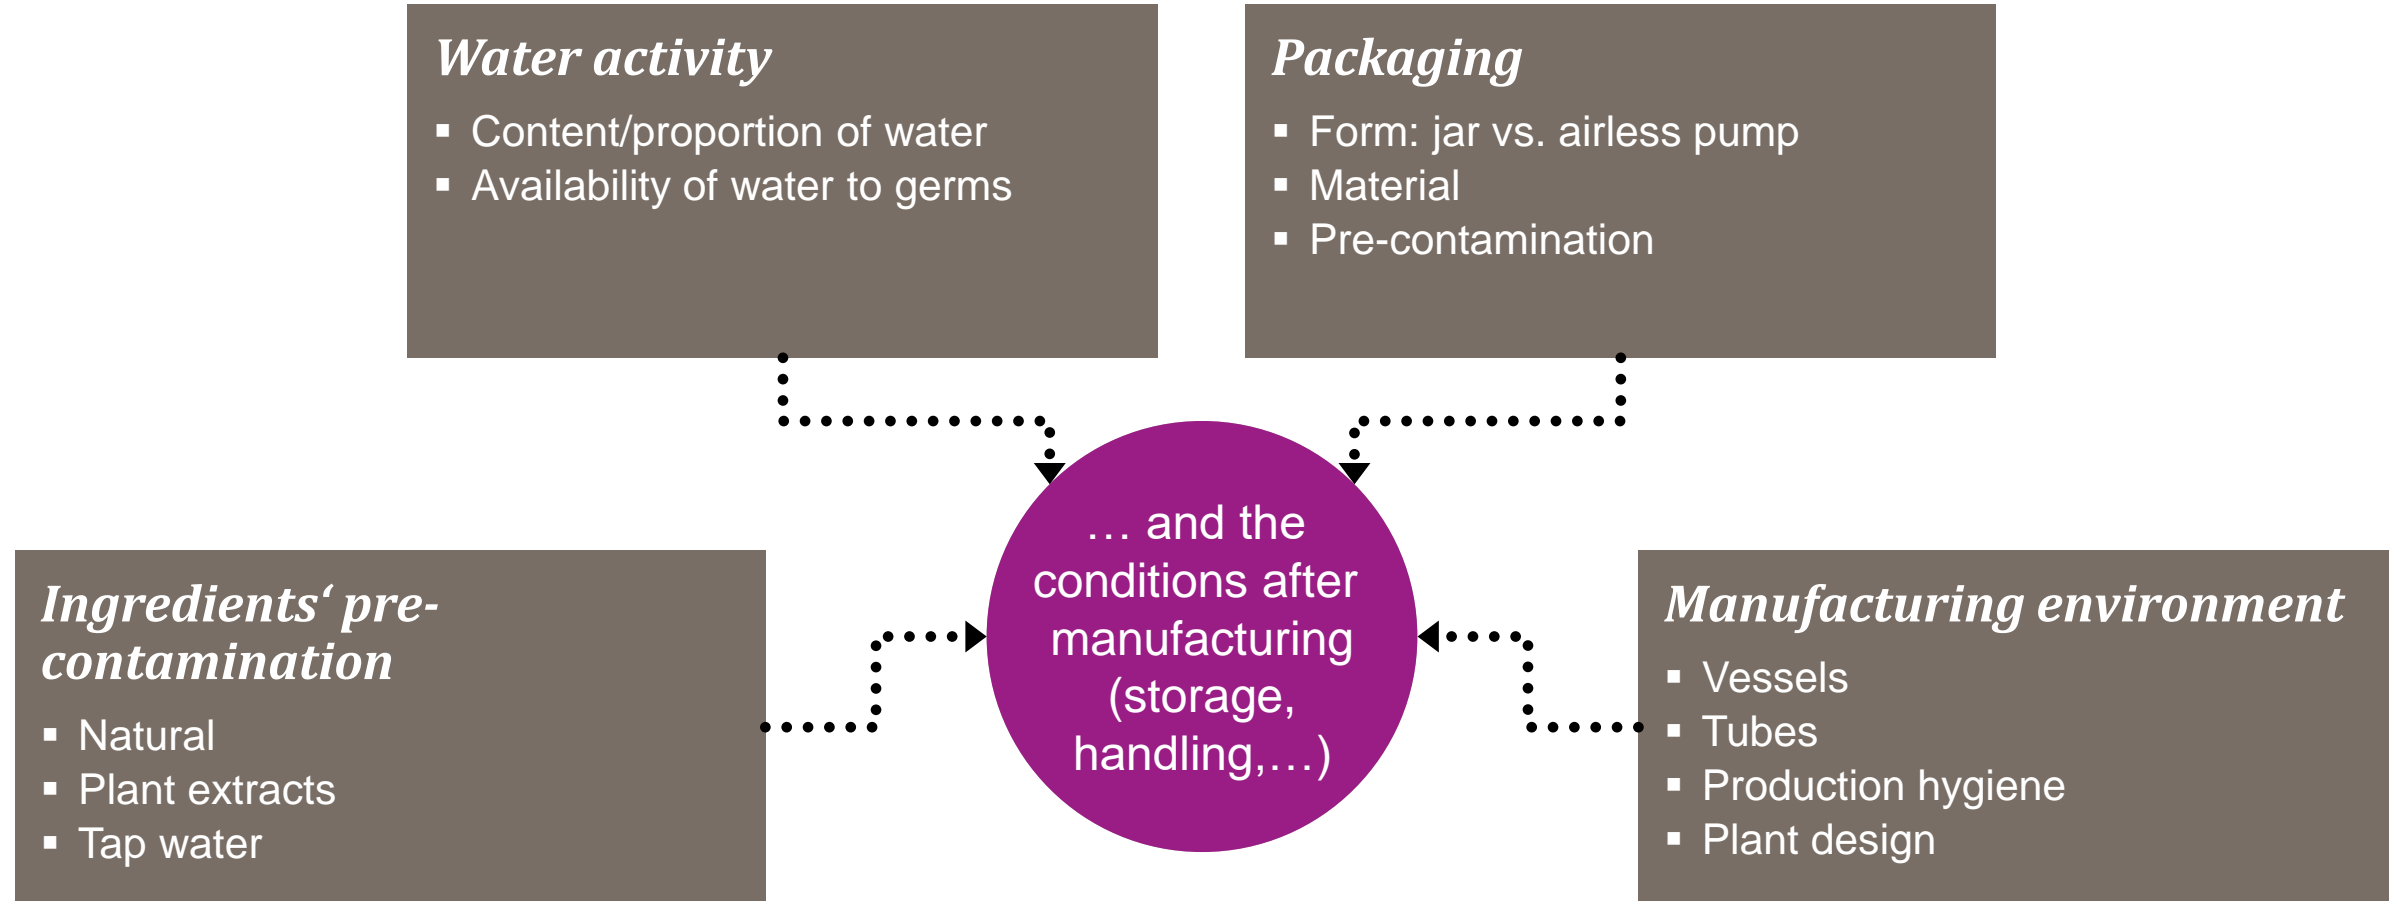 Water activity
▪ Content/proportion of water
▪ Availability of water to germs
Packaging
▪ Form: jar vs. airless pump
▪ Material
▪ Pre-contamination
Ingredients‘ pre-
contamination
▪ Natural
▪ Plant extracts
▪ Tap water
… and the
conditions after
manufacturing
(storage,
handling,…)
Manufacturing environment
▪ Vessels
▪ Tubes
▪ Production hygiene
▪ Plant design